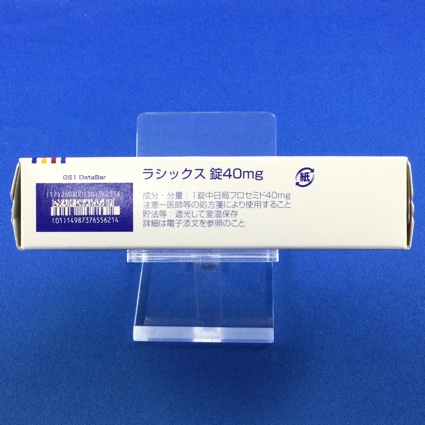 GS1 DataBar
(01)14987376556214
ラシックス 錠40mg
成分・分量:1錠中日局フロセミド40mg
注意ー医師等の処方箋により使用すること
貯法等:遮光して室温保存
詳細は電子添文を参照のこと
紙